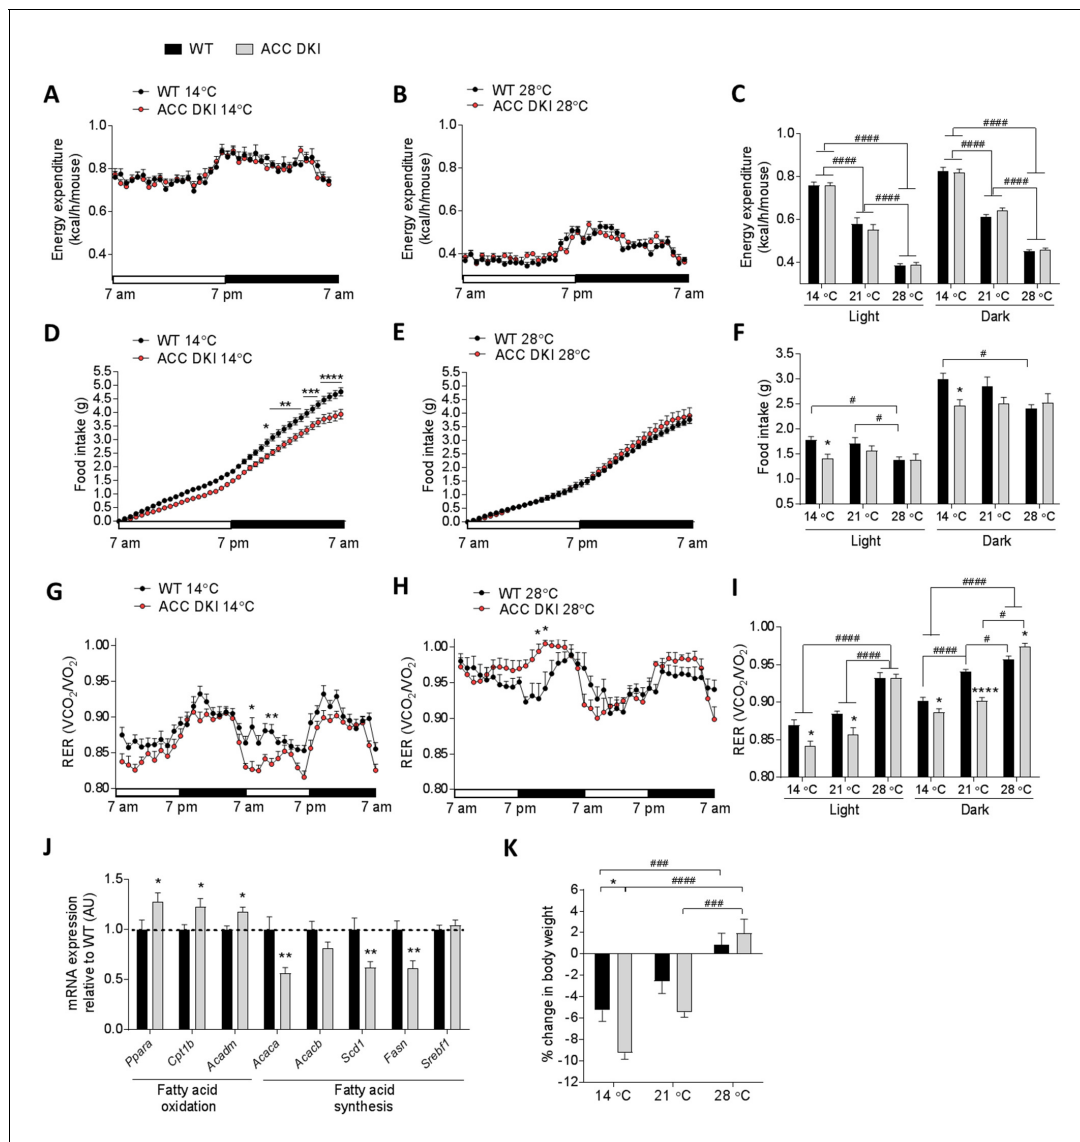 WT ACC DKI
A
WT 14°C
ACC DKI 14°C
Energy expenditure
(kcal/h/mouse)
1.0
0.8
0.6
0.4
7 am 7 pm 7 am
B
WT 28°C
ACC DKI 28°C
Energy expenditure
(kcal/h/mouse)
1.0
0.8
0.6
0.4
7 am 7 pm 7 am
C
Energy expenditure
(kcal/h/mouse)
1.0
0.8
0.6
0.4
####
####
####
####
####
####
14 °C 21 °C 28 °C 14 °C 21 °C 28 °C
Light Dark
D
WT 14°C
ACC DKI 14°C
Food intake (g)
5.5
5.0
4.5
4.0
3.5
3.0
2.5
2.0
1.5
1.0
0.5
0.0
* ** *** ****
7 am 7 pm 7 am
E
WT 28°C
ACC DKI 28°C
Food intake (g)
5.5
5.0
4.5
4.0
3.5
3.0
2.5
2.0
1.5
1.0
0.5
0.0
7 am 7 pm 7 am
F
Food intake (g)
3.5
3.0
2.5
2.0
1.5
1.0
0.5
#
#
*
#
*
14 °C 21 °C 28 °C 14 °C 21 °C 28 °C
Light Dark
G
WT 14°C
ACC DKI 14°C
RER (VCO2/VO2)
1.00
0.95
0.90
0.85
0.80
* **
7 am 7 pm 7 am 7 pm 7 am
H
WT 28°C
ACC DKI 28°C
RER (VCO2/VO2)
1.00
0.95
0.90
0.85
0.80
* *
7 am 7 pm 7 am 7 pm 7 am
I
RER (VCO2/VO2)
1.00
0.95
0.90
0.85
0.80
####
####
* *
####
#
####
#
* **** *
14 °C 21 °C 28 °C 14 °C 21 °C 28 °C
Light Dark
J
mRNA expression
relative to WT (AU)
1.5
1.0
0.5
0.0
* * * ** ** **
Ppara Cpt1b Acadm Acaca Acacb Scd1 Fasn Srebf1
Fatty acid
oxidation
Fatty acid
synthesis
K
% change in body weight
6
4
2
0
-2
-4
-6
-8
-10
-12
###
* ####
###
14 °C 21 °C 28 °C